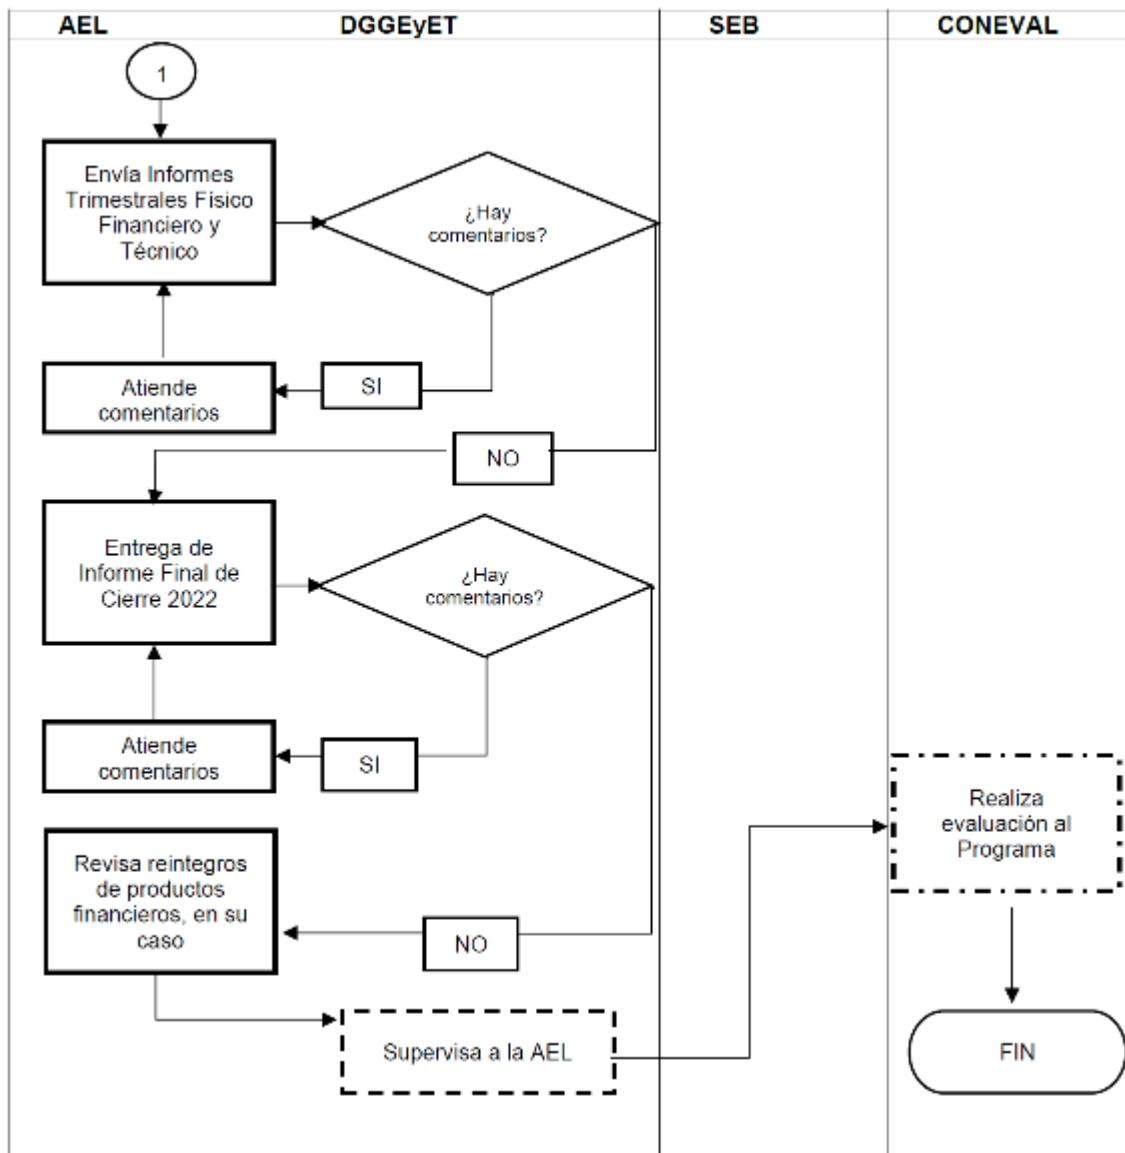 AEL DGGEyET SEB CONEVAL
1
Envía Informes
Trimestrales Físico
Financiero y
Técnico
¿Hay
comentarios?
SI
Atiende
comentarios
NO
Entrega de
Informe Final de
Cierre 2022
¿Hay
comentarios?
Atiende
comentarios
SI
Realiza
evaluación al
Programa
Revisa reintegros
de productos
financieros, en su
caso
NO
Supervisa a la AEL
FIN